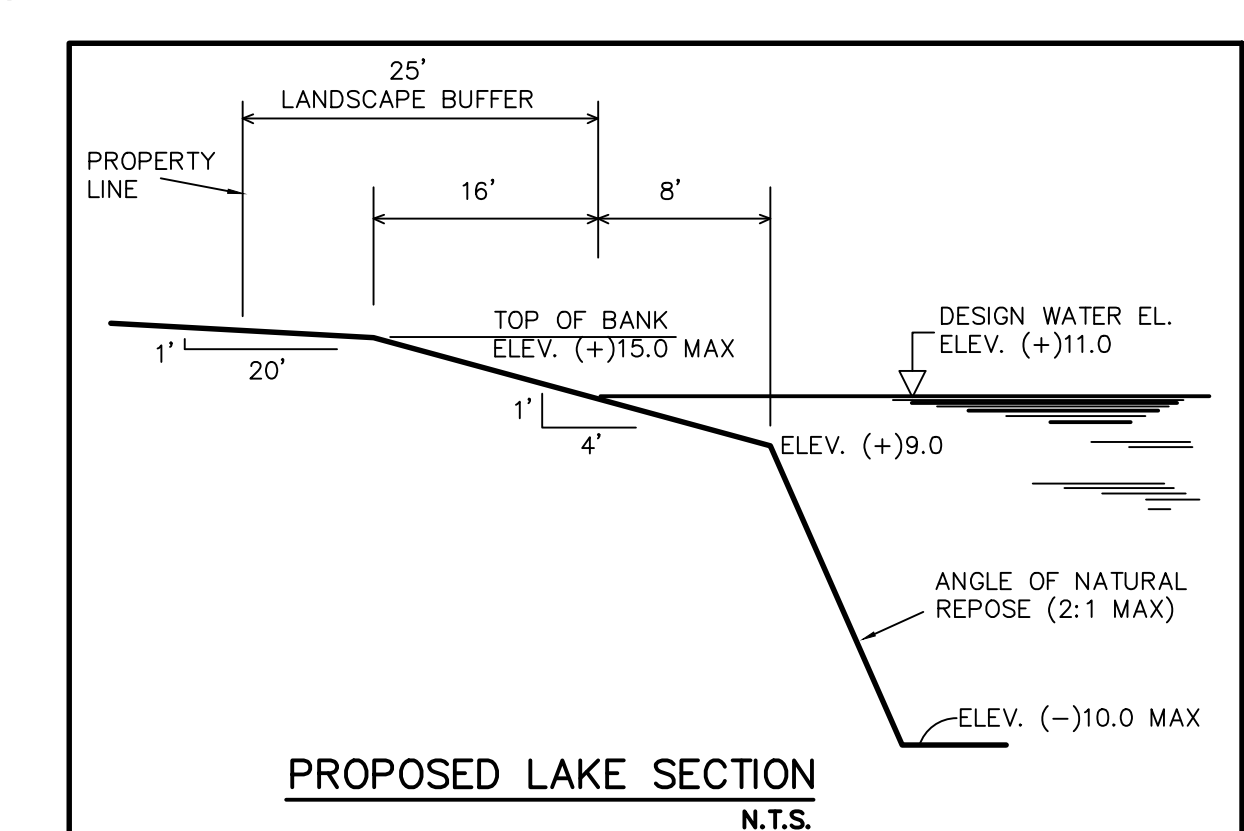 25'
LANDSCAPE BUFFER
PROPERTY
LINE
16'
8'
TOP OF BANK
ELEV. (+)15.0 MAX
DESIGN WATER EL.
ELEV. (+)11.0
1'
20'
1'
4'
ELEV. (+)9.0
ANGLE OF NATURAL
REPOSE (2:1 MAX)
ELEV. (-)10.0 MAX
PROPOSED LAKE SECTION
N.T.S.